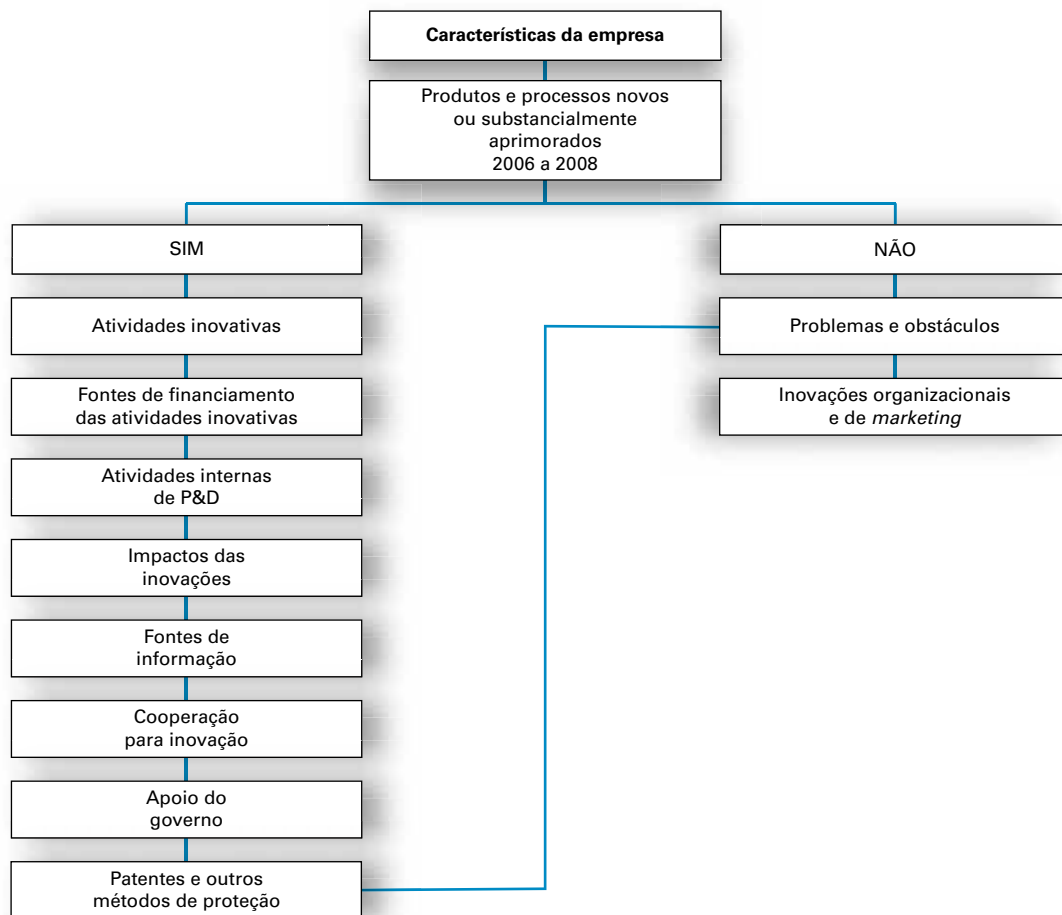 Características da empresa
Produtos e processos novos
ou substancialmente
aprimorados
2006 a 2008
SIM
Atividades inovativas
Fontes de financiamento
das atividades inovativas
Atividades internas
de P&D
Impactos das
inovações
Fontes de
informação
Cooperação
para inovação
Apoio do
governo
Patentes e outros
métodos de proteção
NÃO
Problemas e obstáculos
Inovações organizacionais
e de marketing